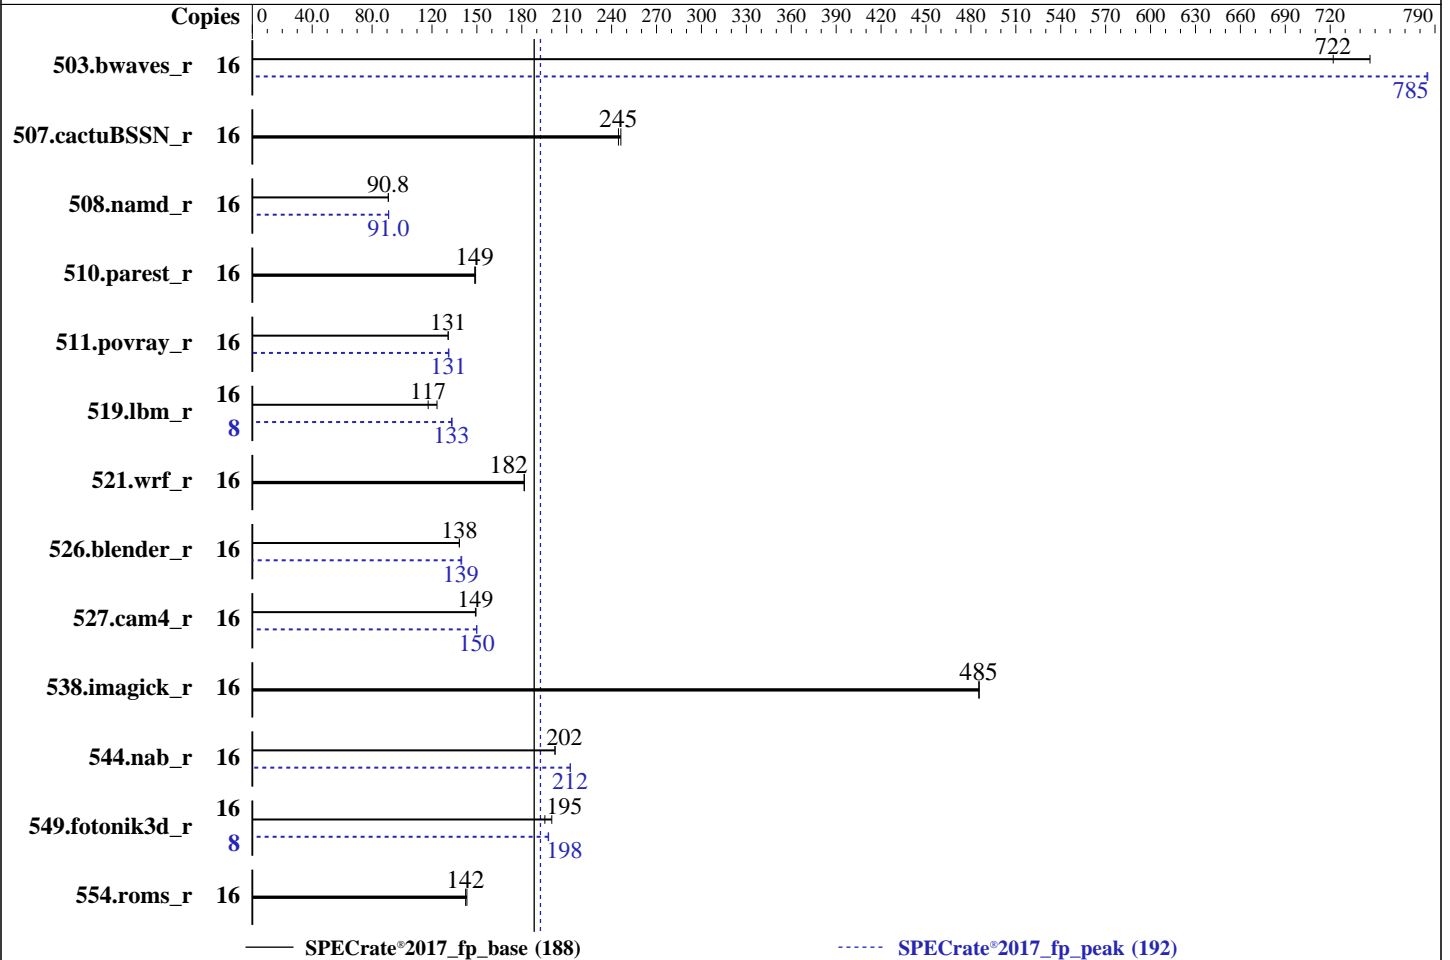 Copies 0 40.0 80.0 120 150 180 210 240 270 300 330 360 390 420 450 480 510 540 570 600 630 660 690 720 790
503.bwaves_r 16 722
785
507.cactuBSSN_r 16 245
508.namd_r 16 90.8
91.0
510.parest_r 16 149
511.povray_r 16 131
131
519.lbm_r 16 117
8 133
521.wrf_r 16 182
526.blender_r 16 138
139
527.cam4_r 16 149
150
538.imagick_r 16 485
544.nab_r 16 202
212
549.fotonik3d_r 16 195
8 198
554.roms_r 16 142
SPECrate®2017_fp_base (188) SPECrate®2017_fp_peak (192)